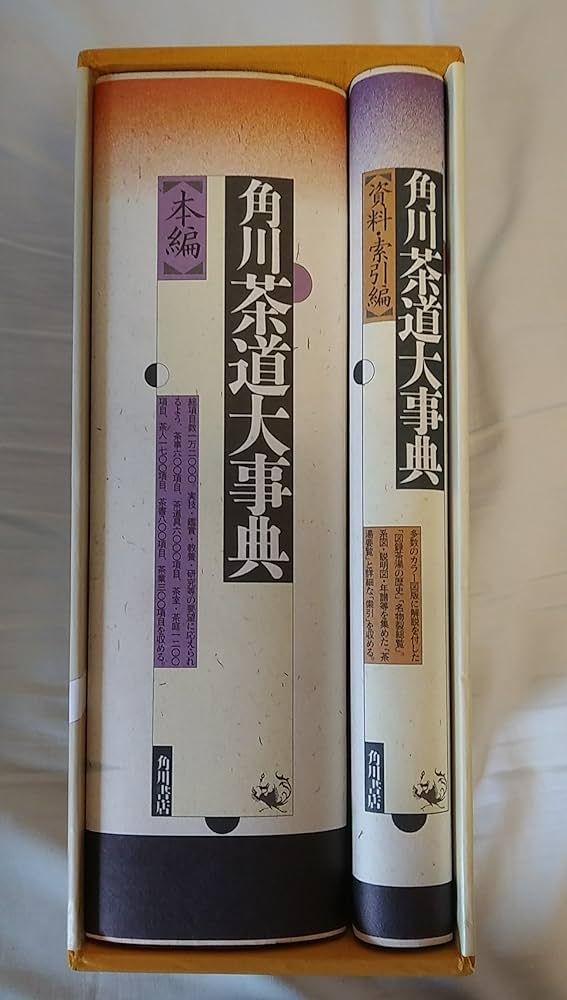 角川茶道大事典
【本編】
総項目数一万二〇〇〇 実技・鑑賞・教養・研究等の要望に応えられ
るよう、茶事六〇〇項目、茶道具六〇〇〇項目、茶室・茶庭一二〇〇
項目、茶人一七〇〇項目、茶書八〇〇項目、茶業三〇〇項目を収める。
角川書店
角川茶道大事典
【資料・索引編】
多数のカラー図版に解説を付した
「図録茶湯の歴史」「名物裂総覧」。
系図・説明図・年譜等を集めた「茶
湯要覧」と詳細な「索引」を収める。
角川書店